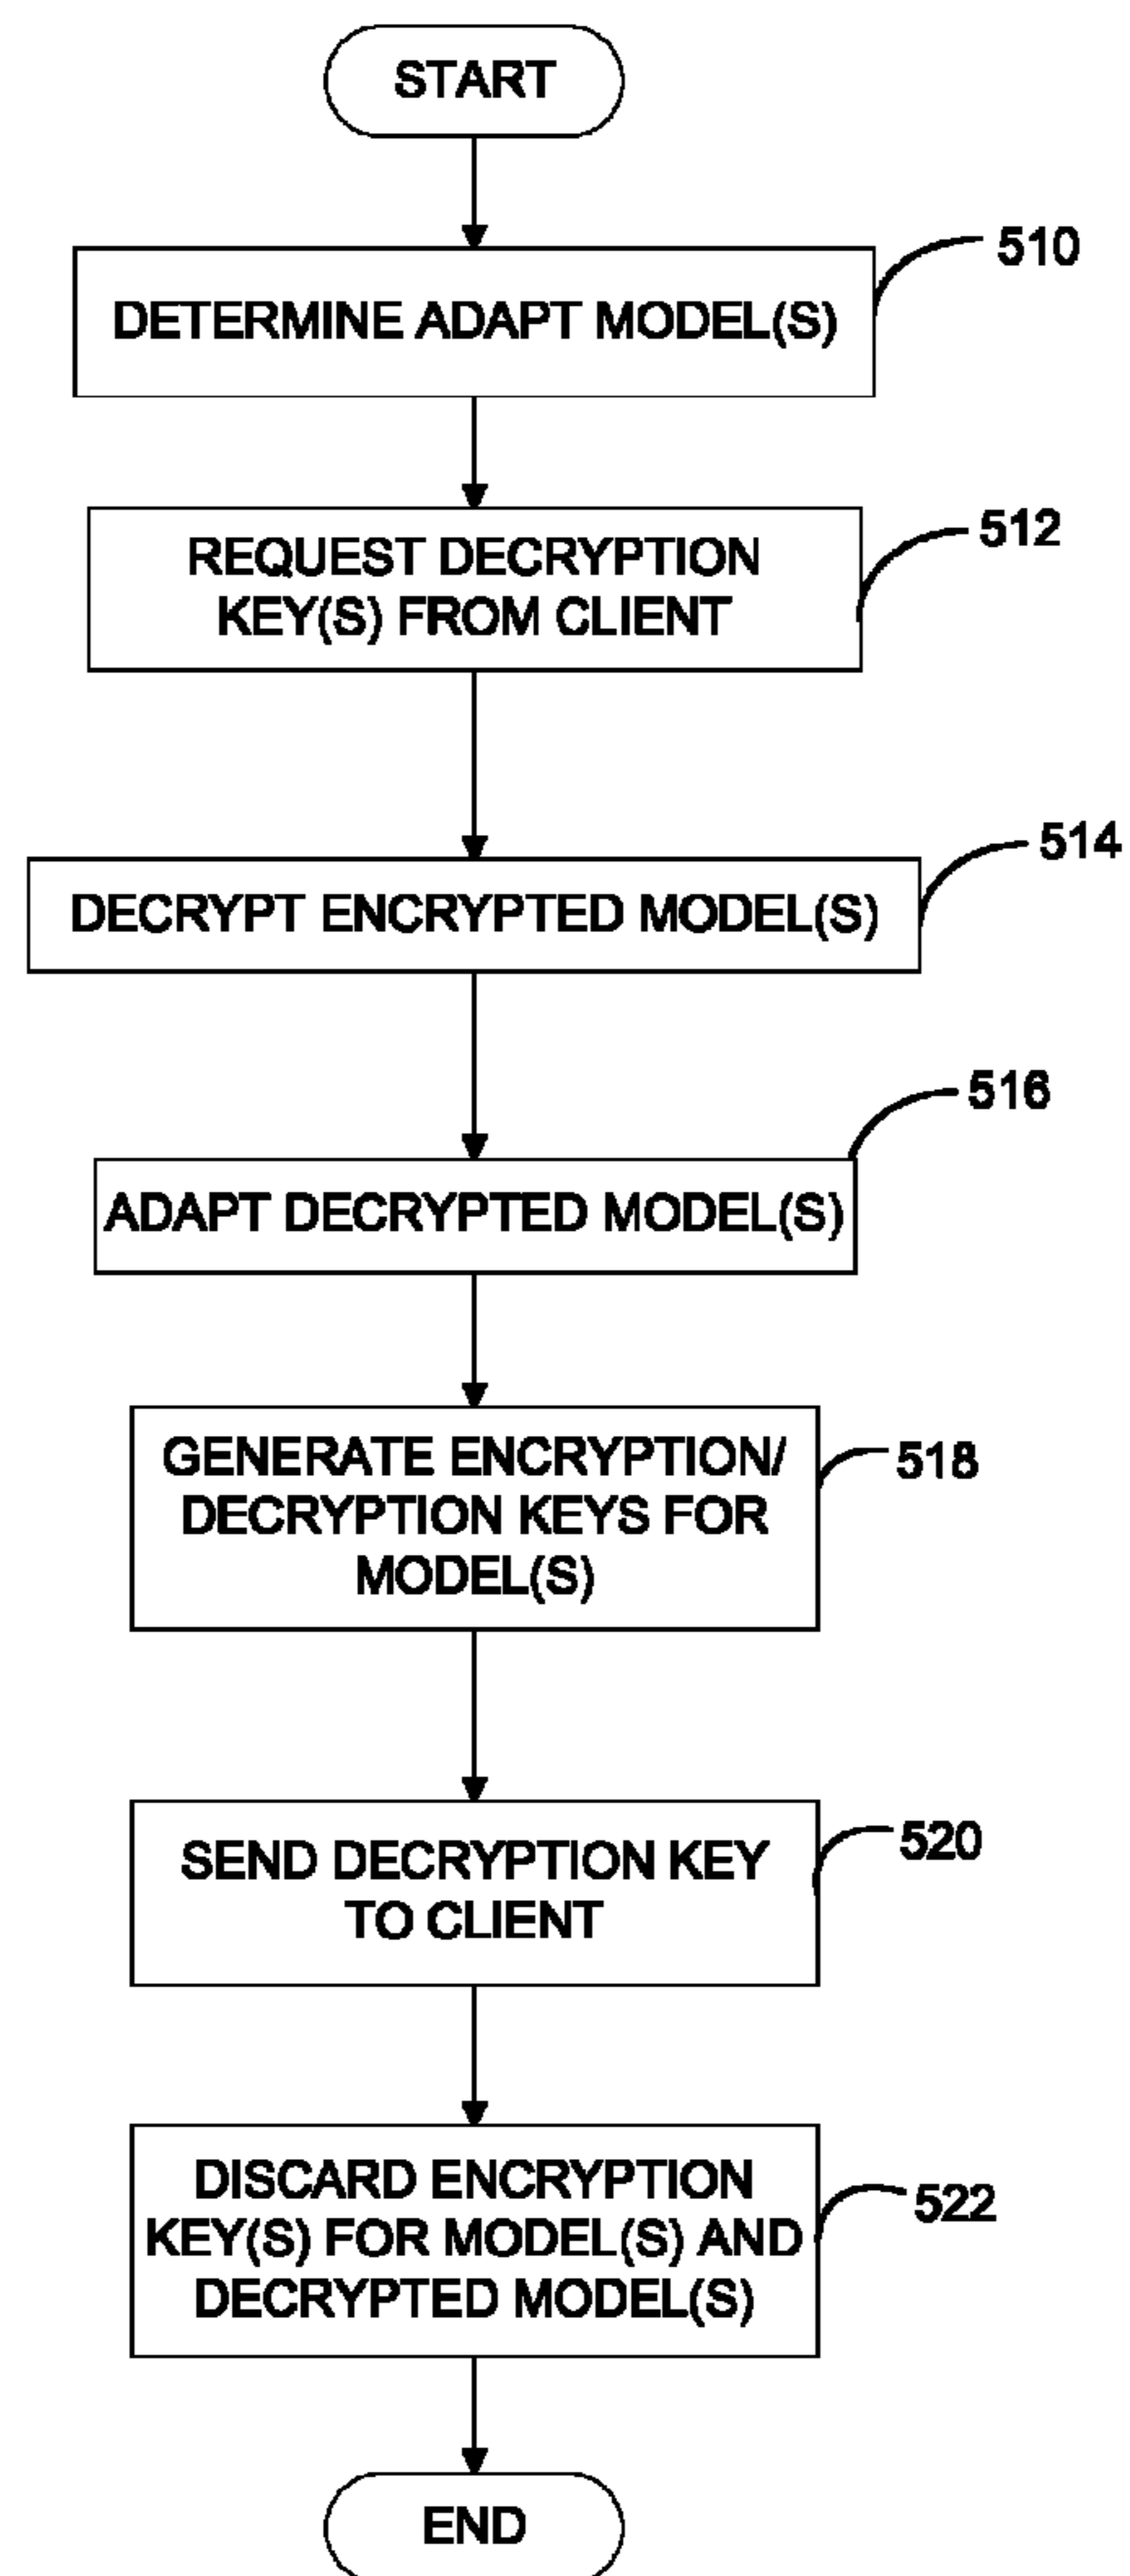 START
DETERMINE ADAPT MODEL(S)
510
REQUEST DECRYPTION
KEY(S) FROM CLIENT
512
DECRYPT ENCRYPTED MODEL(S)
514
ADAPT DECRYPTED MODEL(S)
516
GENERATE ENCRYPTION/
DECRYPTION KEYS FOR
MODEL(S)
518
SEND DECRYPTION KEY
TO CLIENT
520
DISCARD ENCRYPTION
KEY(S) FOR MODEL(S) AND
DECRYPTED MODEL(S)
522
END